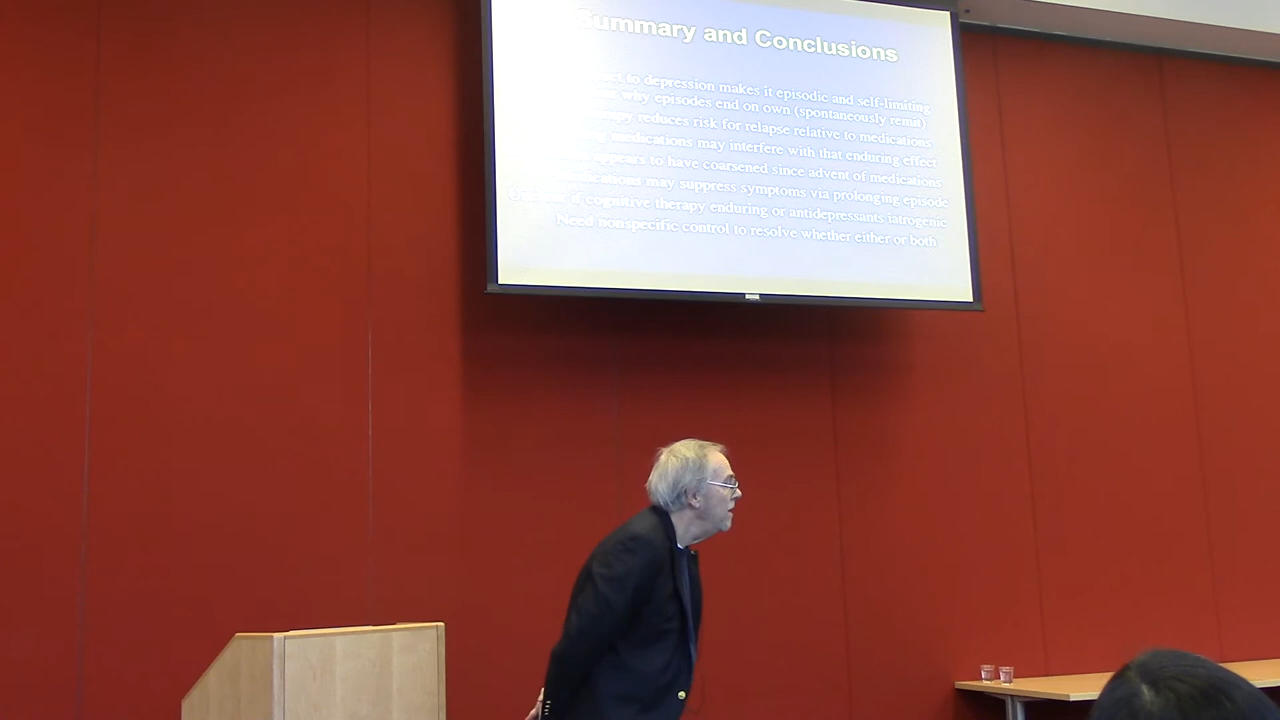 Summary and Conclusions
to depression makes it episodic and self-limiting
why episodes end on own (spontaneously remit)
reduces risk for relapse relative to medications
medications may interfere with that enduring effect
appears to have coarsened since advent of medications
may suppress symptoms via prolonging episode
if cognitive therapy enduring or antidepressants iatrogenic
Need nonspecific control to resolve whether either or both